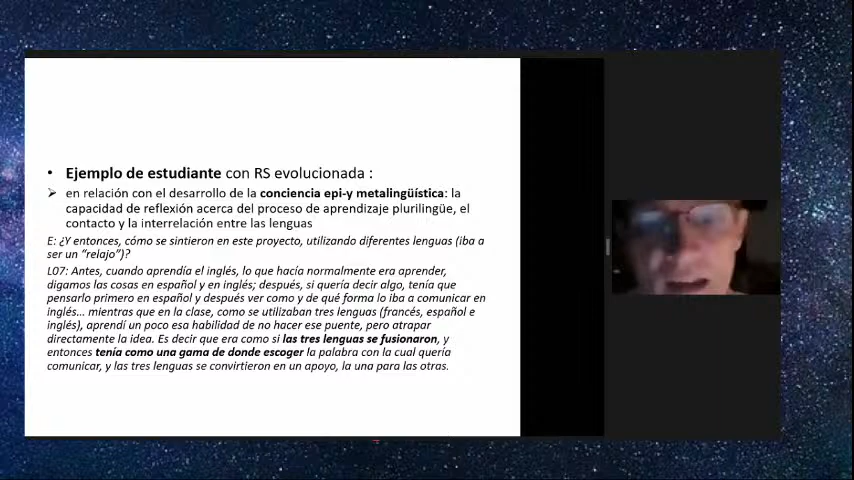 • Ejemplo de estudiante con RS evolucionada :
➢ en relación con el desarrollo de la conciencia epi-y metalingüística: la
capacidad de reflexión acerca del proceso de aprendizaje plurilingüe, el
contacto y la interrelación entre las lenguas
E: ¿Y entonces, cómo se sintieron en este proyecto, utilizando diferentes lenguas (iba a
ser un “relajo”)?
L07: Antes, cuando aprendía el inglés, lo que hacía normalmente era aprender,
digamos las cosas en español y en inglés; después, si quería decir algo, tenía que
pensarlo primero en español y después ver como y de qué forma lo iba a comunicar en
inglés... mientras que en la clase, como se utilizaban tres lenguas (francés, español e
inglés), aprendí un poco esa habilidad de no hacer ese puente, pero atrapar
directamente la idea. Es decir que era como si las tres lenguas se fusionaron, y
entonces tenía como una gama de donde escoger la palabra con la cual quería
comunicar, y las tres lenguas se convirtieron en un apoyo, la una para las otras.